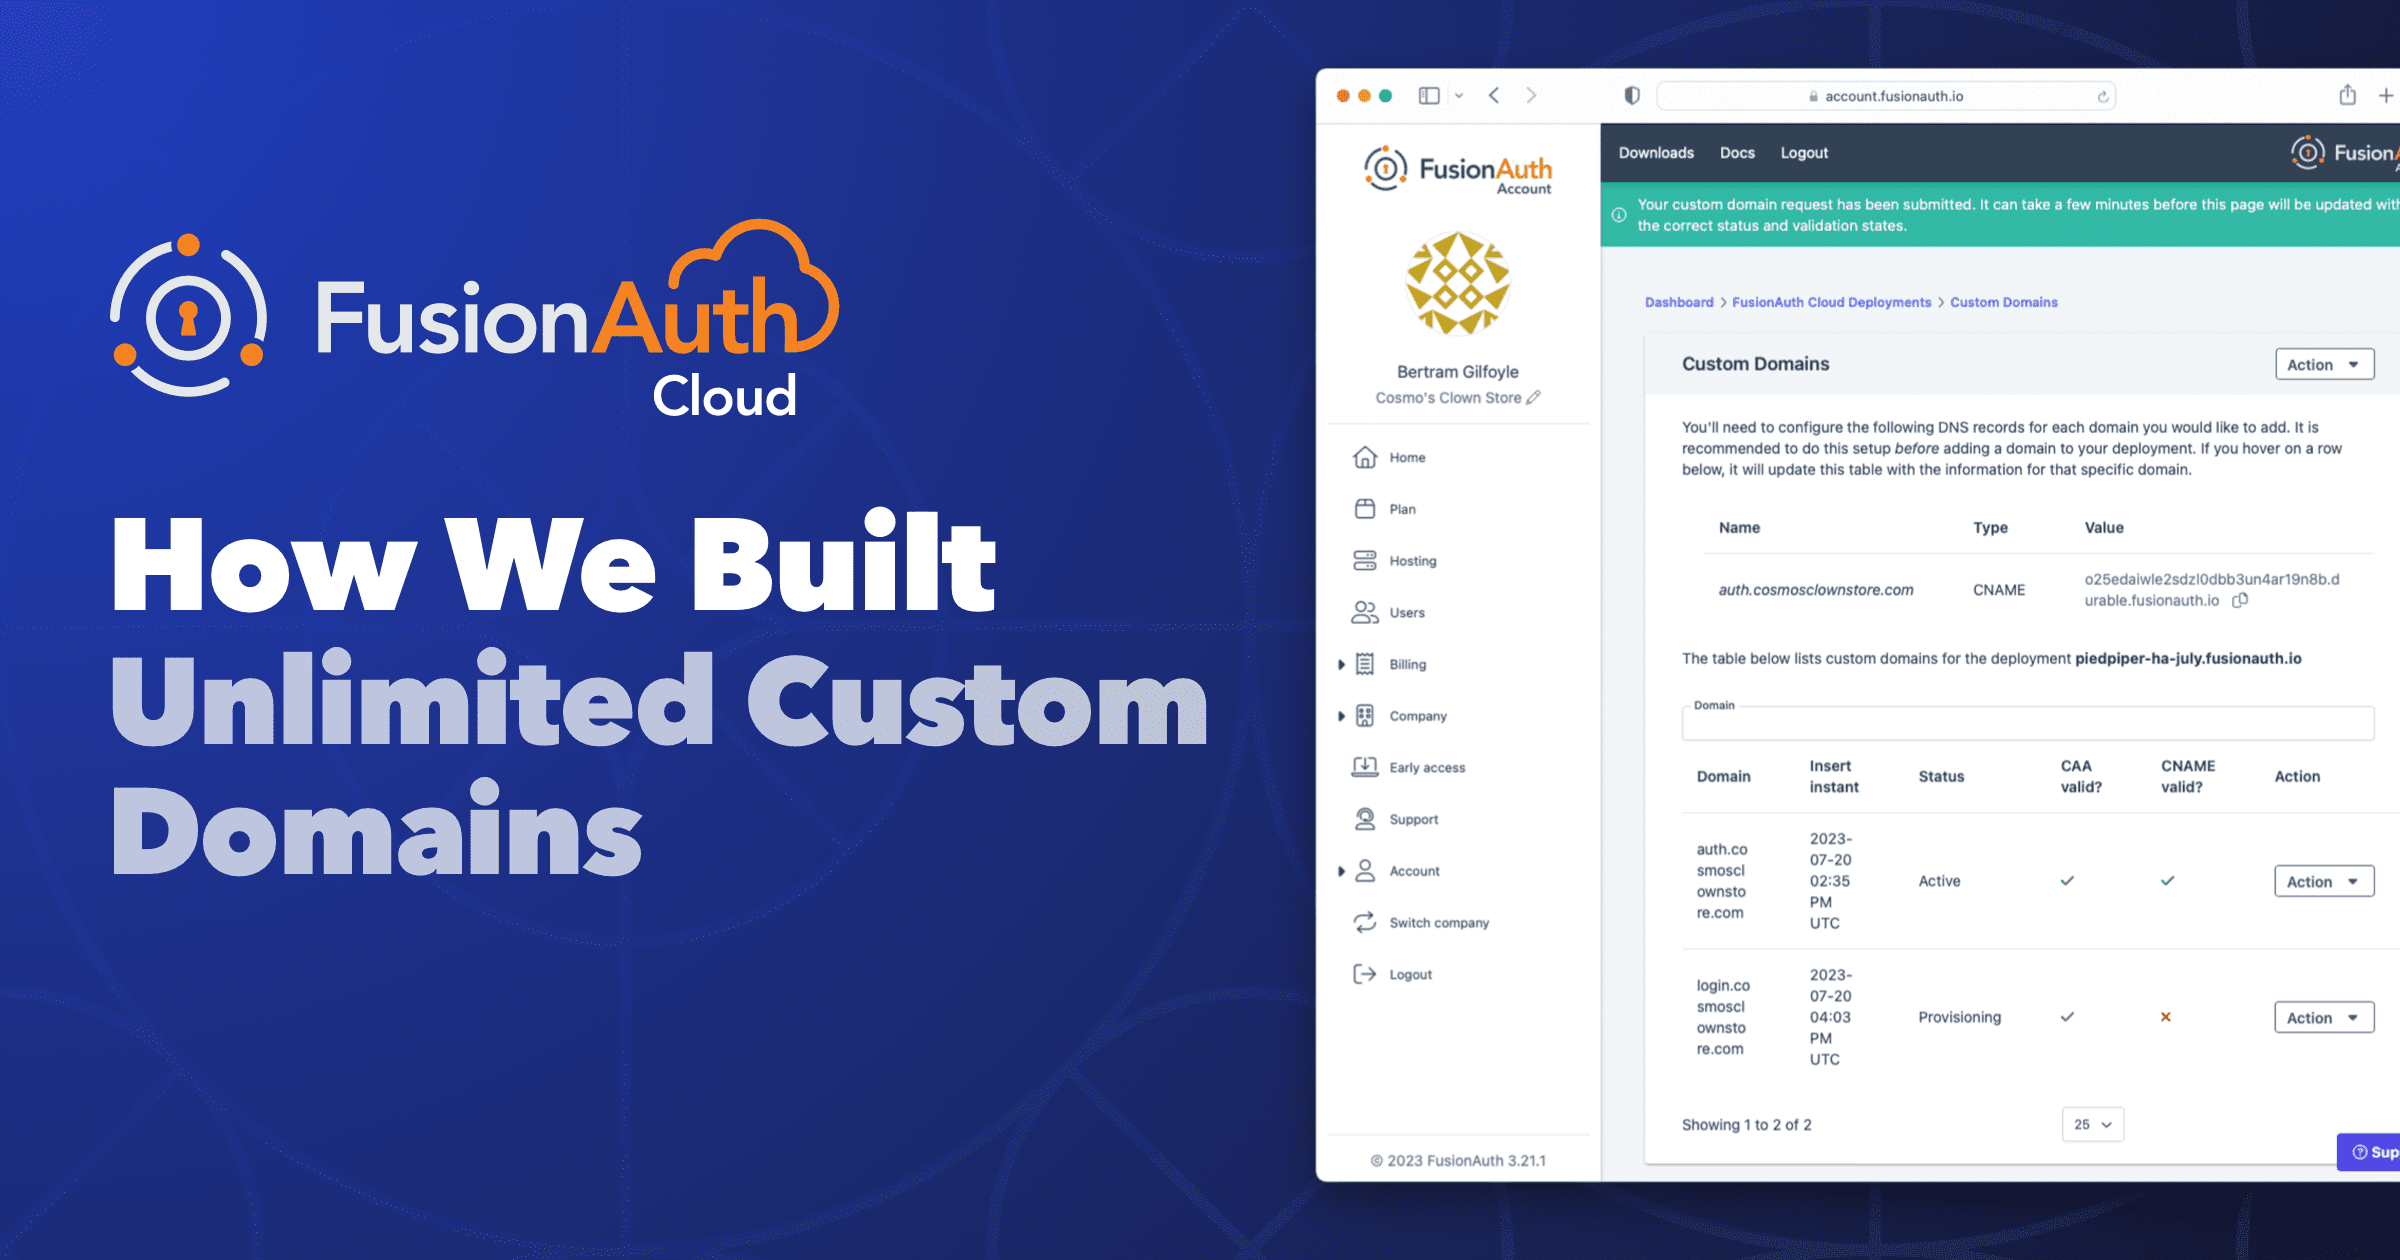 FusionAuth
Cloud
How We Built
Unlimited Custom
Domains
account.fusionauth.io
FusionAuth
Account
Bertram Gilfoyle
Cosmo's Clown Store
Home
Plan
Hosting
Users
Billing
Company
Early access
Support
Account
Switch company
Logout
© 2023 FusionAuth 3.21.1
Downloads Docs Logout
Fusion
Your custom domain request has been submitted. It can take a few minutes before this page will be updated with
the correct status and validation states.
Dashboard > FusionAuth Cloud Deployments > Custom Domains
Custom Domains
Action
You'll need to configure the following DNS records for each domain you would like to add. It is
recommended to do this setup before adding a domain to your deployment. If you hover on a row
below, it will update this table with the information for that specific domain.
Name Type Value
auth.cosmosclownstore.com CNAME o25edaiwle2sdzl0dbb3un4ar19n8b.d
urable.fusionauth.io
The table below lists custom domains for the deployment piedpiper-ha-july.fusionauth.io
Domain
Domain Insert instant Status CAA valid? CNAME valid? Action
auth.co
smoscl
ownsto
re.com
2023-
07-20
02:35
PM
UTC
Active
Action
login.co
smoscl
ownsto
re.com
2023-
07-20
04:03
PM
UTC
Provisioning
Action
Showing 1 to 2 of 2
25